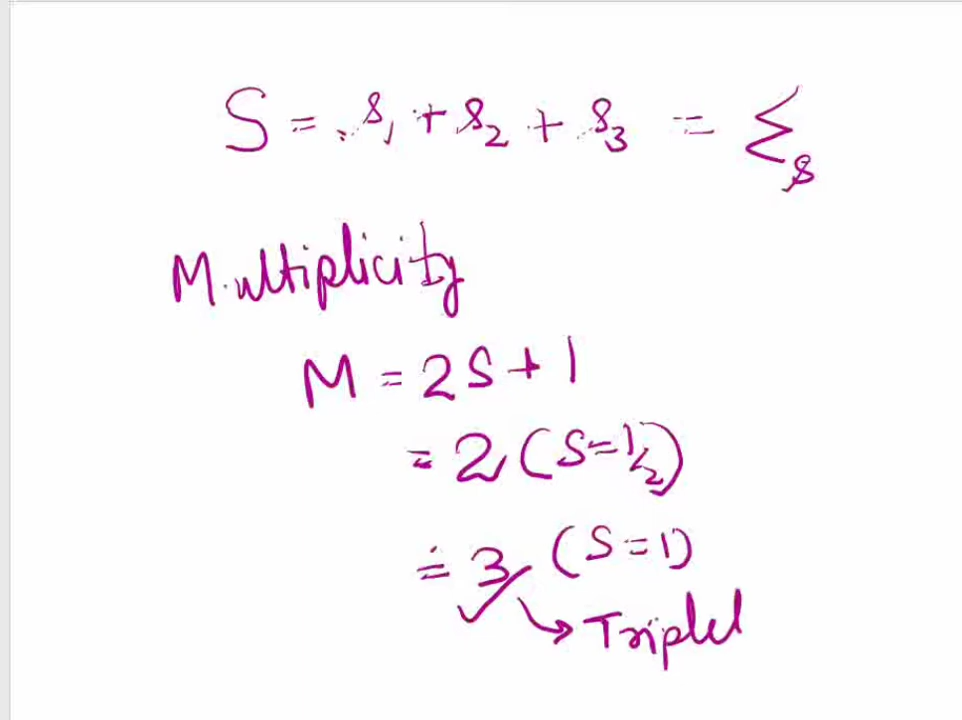 S = s₁ + s₂ + s₃ = Σs
Multiplicity
M = 2S + 1
= 2 (S = 1/2)
= 3 (S = 1)
→ Triplet